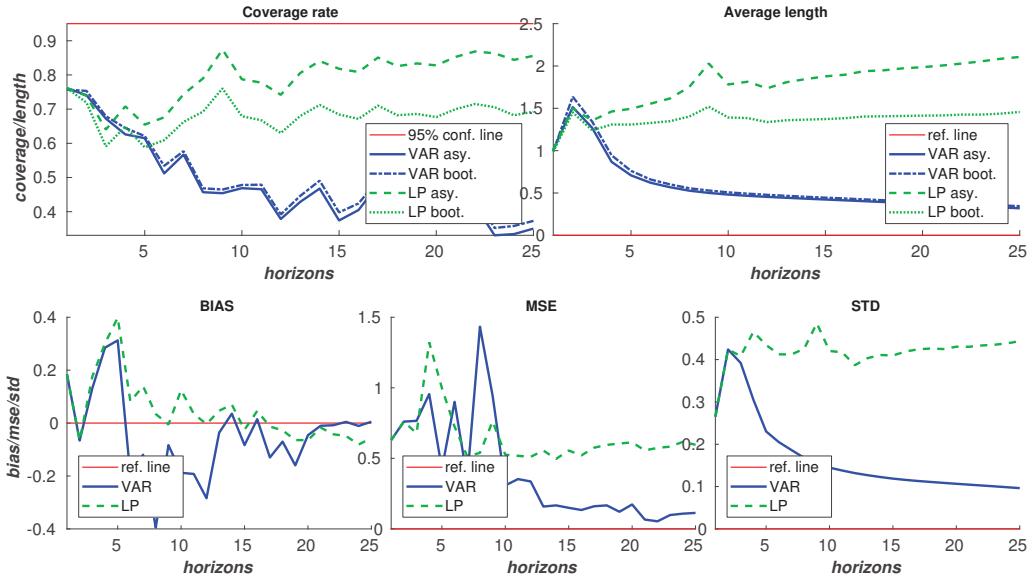 Coverage rate
coverage/length
0.9
0.8
0.7
0.6
0.5
0.4
5
10
15
20
25
horizons
95% conf. line
VAR asy.
VAR boot.
LP asy.
LP boot.
Average length
2.5
2
1.5
1
0.5
0
5
10
15
20
25
horizons
ref. line
VAR asy.
VAR boot.
LP asy.
LP boot.
BIAS
bias/mse/std
0.4
0.2
0
-0.2
-0.4
5
10
15
20
25
horizons
ref. line
VAR
LP
MSE
1.5
1
0.5
0
5
10
15
20
25
horizons
ref. line
VAR
LP
STD
0.5
0.4
0.3
0.2
0.1
0
5
10
15
20
25
horizons
ref. line
VAR
LP